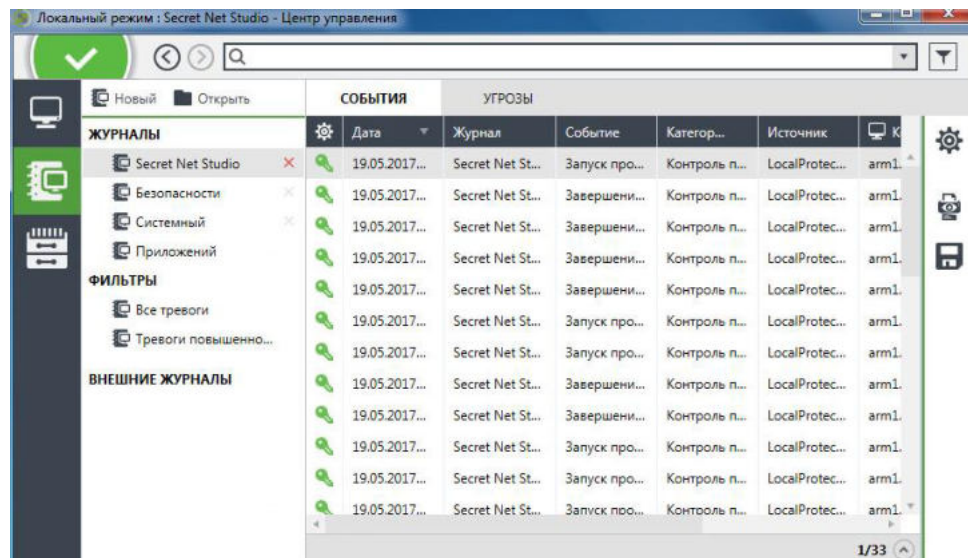 Локальный режим : Secret Net Studio - Центр управления
Новый Открыть
СОБЫТИЯ УГРОЗЫ
ЖУРНАЛЫ
Secret Net Studio
Безопасности
Системный
Приложений
ФИЛЬТРЫ
Все тревоги
Тревоги повышенно...
ВНЕШНИЕ ЖУРНАЛЫ
Дата Журнал Событие Категор... Источник К
19.05.2017... Secret Net St... Запуск про... Контроль п... LocalProtec... arm1.
19.05.2017... Secret Net St... Завершени... Контроль п... LocalProtec... arm1.
19.05.2017... Secret Net St... Завершени... Контроль п... LocalProtec... arm1.
19.05.2017... Secret Net St... Завершени... Контроль п... LocalProtec... arm1.
19.05.2017... Secret Net St... Запуск про... Контроль п... LocalProtec... arm1.
19.05.2017... Secret Net St... Запуск про... Контроль п... LocalProtec... arm1.
19.05.2017... Secret Net St... Завершени... Контроль п... LocalProtec... arm1.
19.05.2017... Secret Net St... Завершени... Контроль п... LocalProtec... arm1.
19.05.2017... Secret Net St... Запуск про... Контроль п... LocalProtec... arm1.
19.05.2017... Secret Net St... Запуск про... Контроль п... LocalProtec... arm1.
19.05.2017... Secret Net St... Запуск про... Контроль п... LocalProtec... arm1.
19.05.2017... Secret Net St... Запуск про... Контроль п... LocalProtec... arm1.
1/33